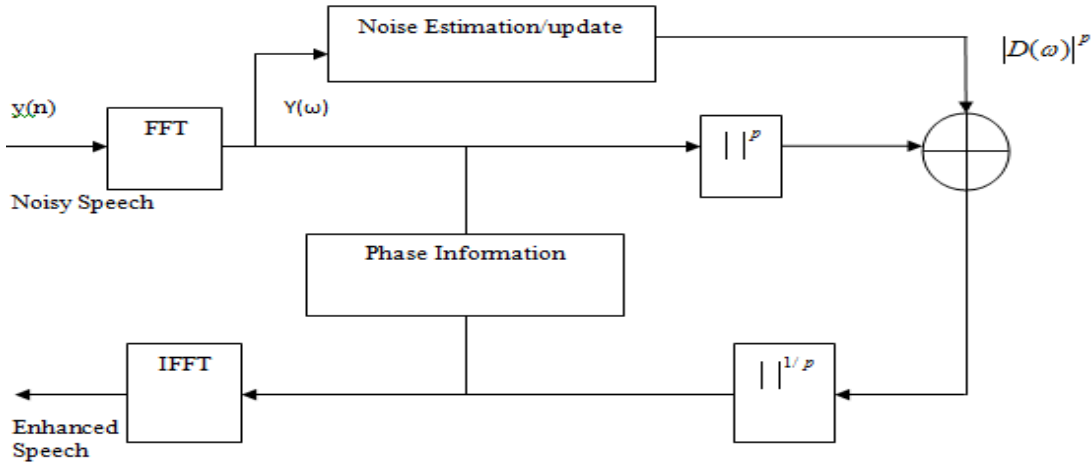 Noise Estimation/update
|D(ω)|^p
y(n)
FFT
Y(ω)
| |^p
Noisy Speech
Phase Information
IFFT
| |^1/p
Enhanced
Speech